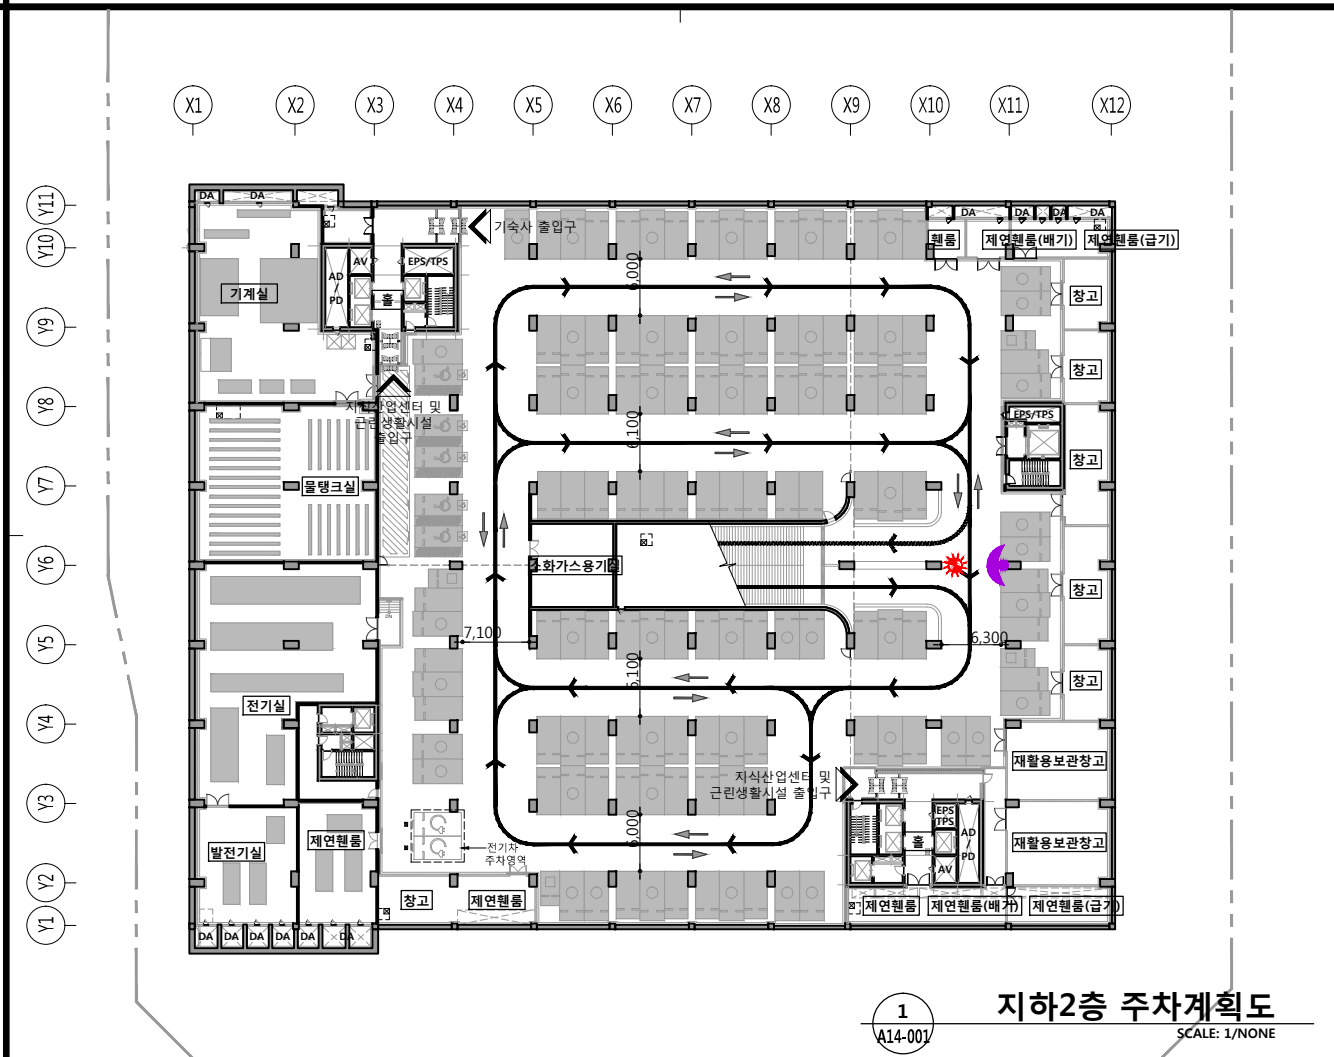 X1 X2 X3 X4 X5 X6 X7 X8 X9 X10 X11 X12
Y11
Y10
Y9
Y8
Y7
Y6
Y5
Y4
Y3
Y2
Y1
DA DA
DA DA DA DA
기숙사 출입구
휀룸 제연휀룸(배기) 제연휀룸(급기)
AV EPS/TPS
AD / PD
홀
기계실
6,000
창고
창고
지식산업센터 및
근린생활시설
출입구
EPS/TPS
6,100
창고
물탱크실
소화가스용기실
창고
7,100
6,300
6,100
창고
전기실
재활용보관창고
지식산업센터 및
근린생활시설 출입구
EPS
TPS
AD / PD
홀
AV
6,000
재활용보관창고
제연휀룸
발전기실
전기차
주차영역
창고 제연휀룸
제연휀룸 제연휀룸(배기) 제연휀룸(급기)
DA DA DA DA DA DA
1
A14-001
지하2층 주차계획도
SCALE: 1/NONE